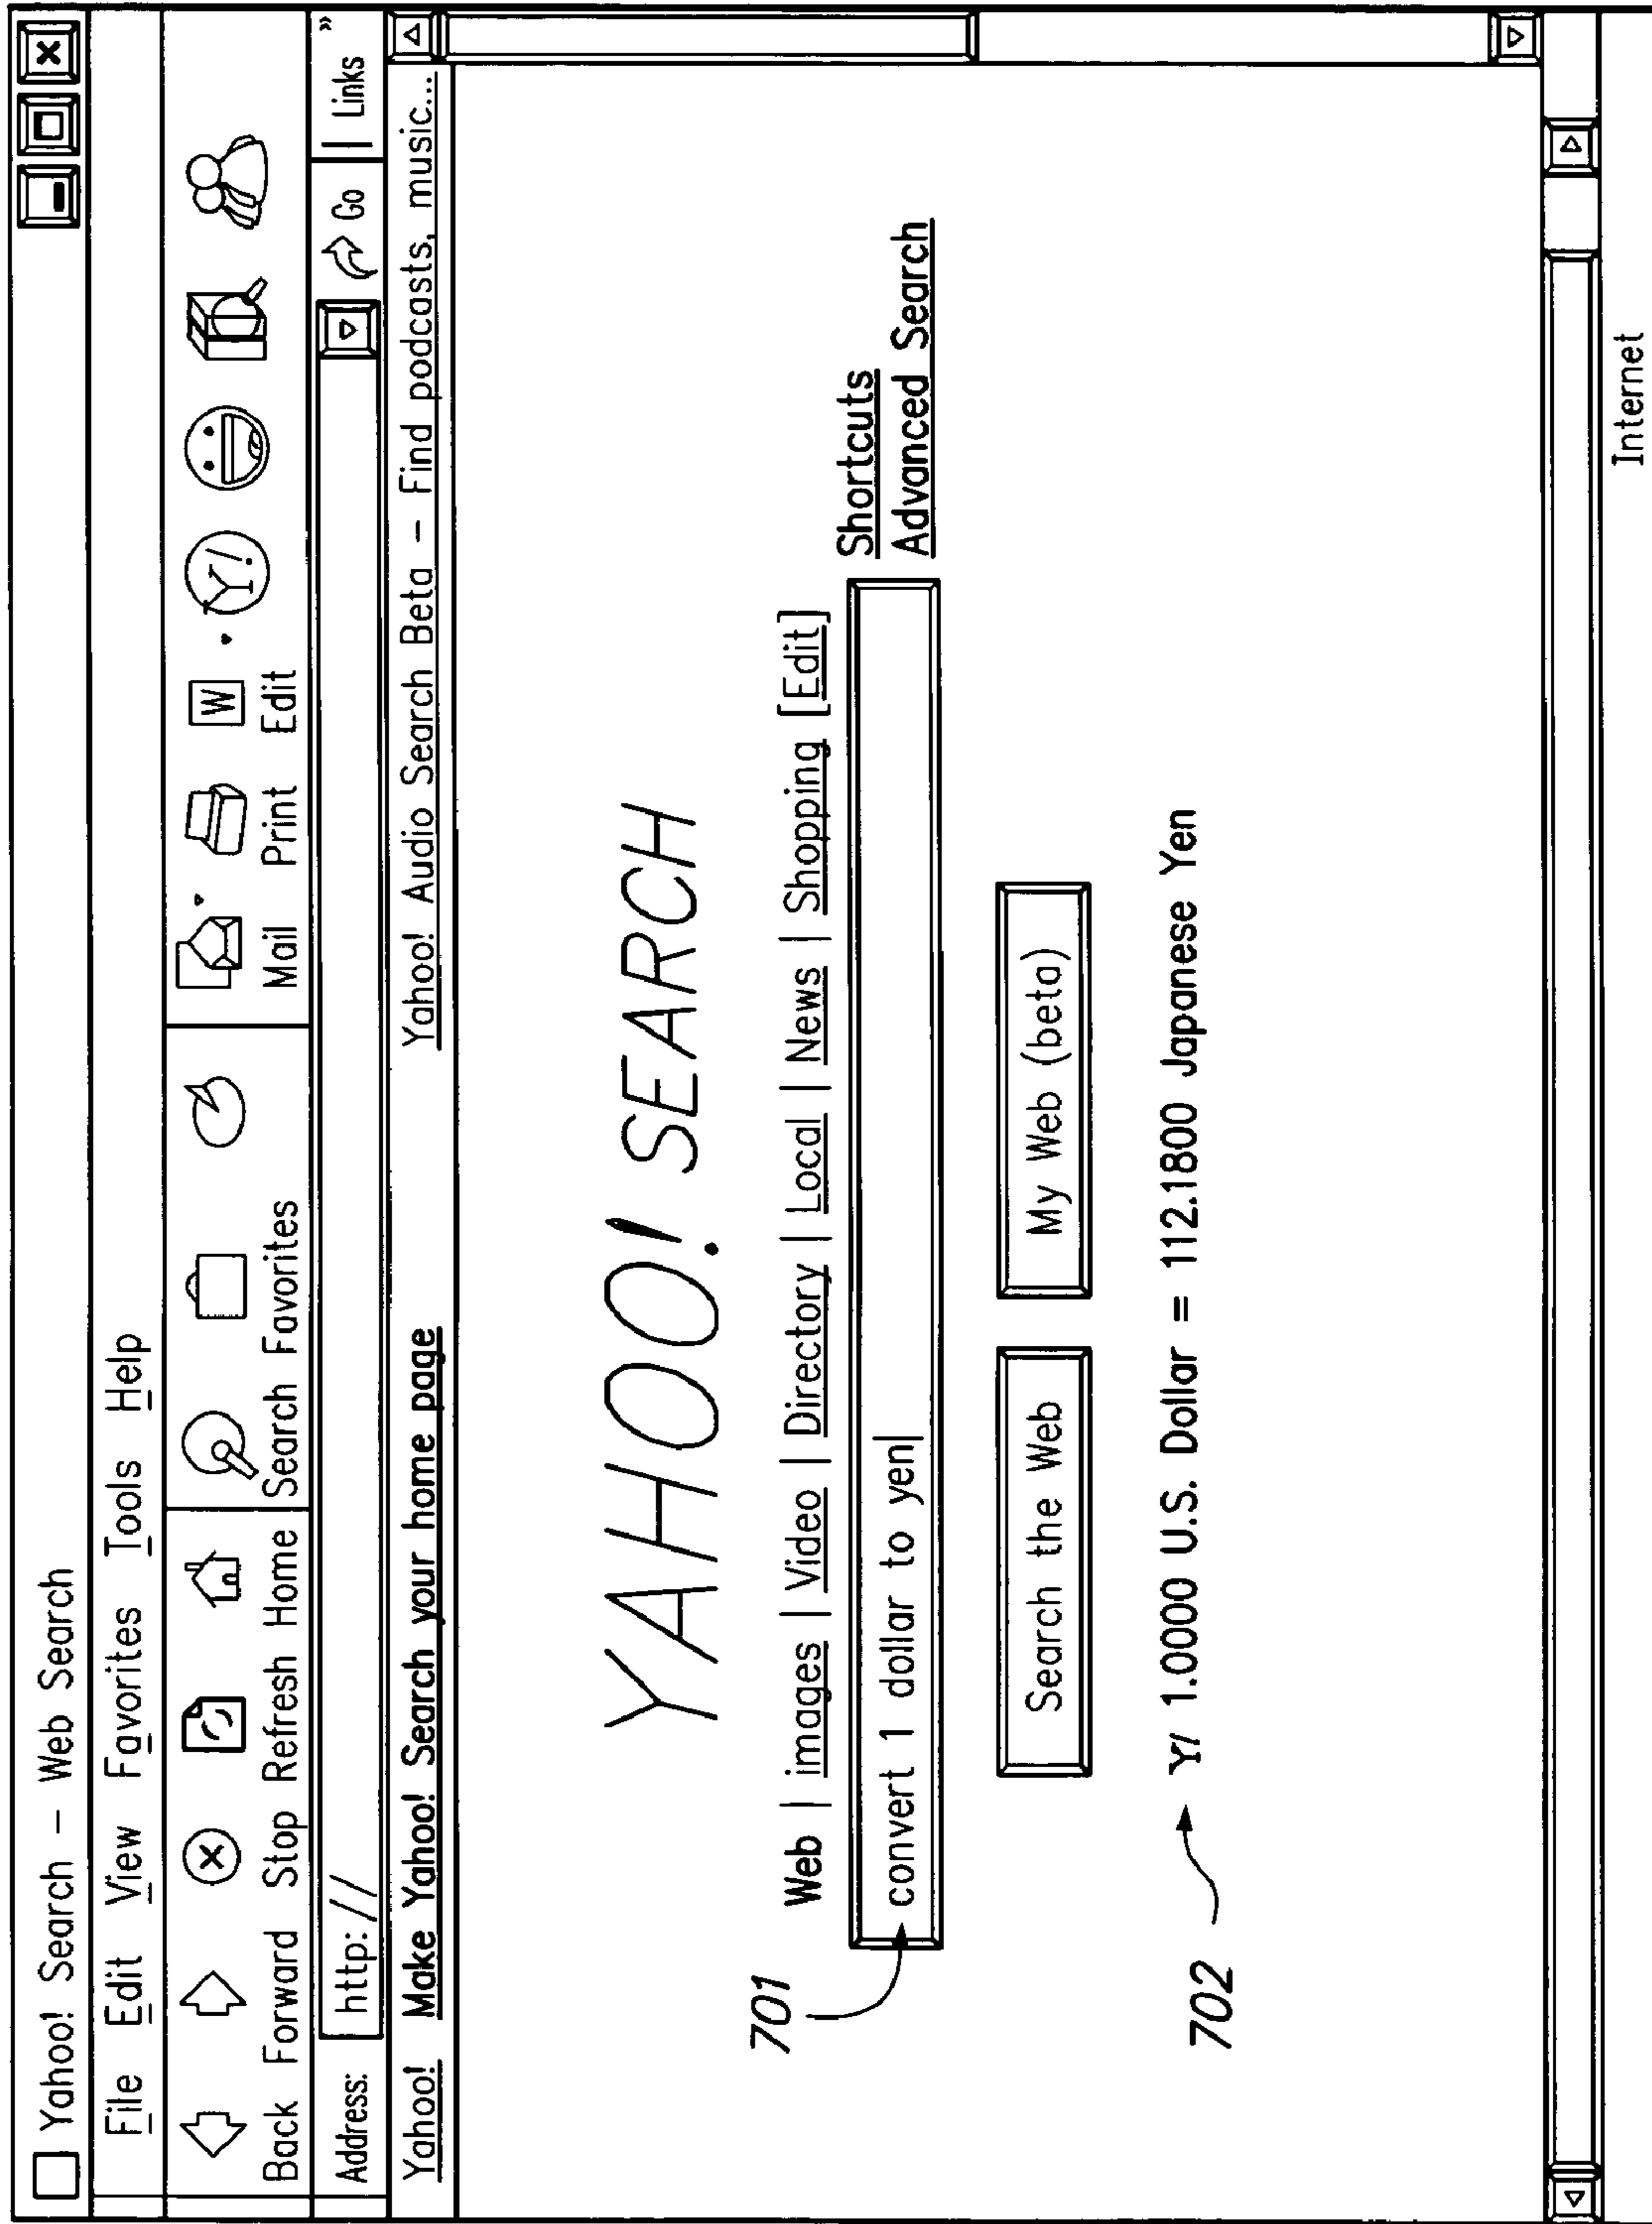 Yahoo! Search – Web Search
File Edit View Favorites Tools Help
W Y!
Back Forward Stop Refresh Home Search Favorites Mail Print Edit
Address: http: // Go | Links »
Yahoo! Make Yahoo! Search your home page Yahoo! Audio Search Beta – Find podcasts, music...
YAHOO! SEARCH
Web | images | Video | Directory | Local | News | Shopping [Edit]
701
convert 1 dollar to yen|
Shortcuts
Advanced Search
Search the Web My Web (beta)
702
Y/ 1.0000 U.S. Dollar = 112.1800 Japanese Yen
Internet